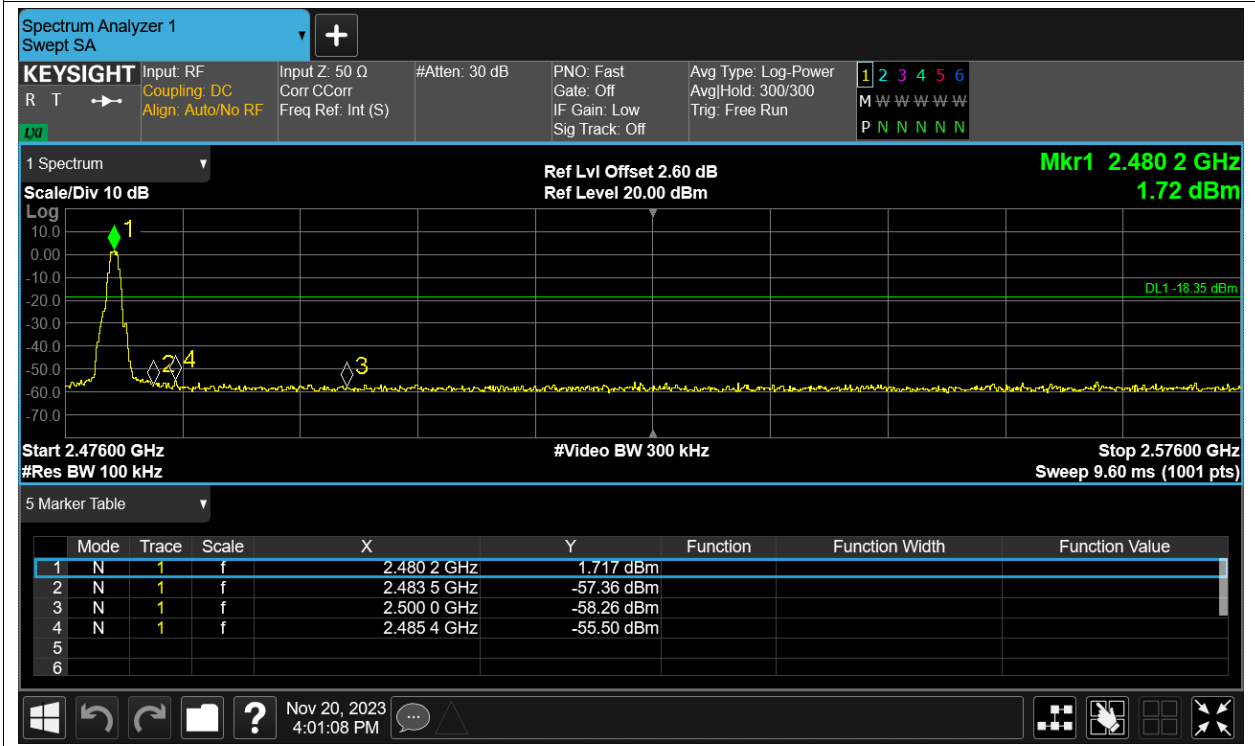 Spectrum Analyzer 1
Swept SA
+
KEYSIGHT Input: RF Input Z: 50 Ω #Atten: 30 dB PNO: Fast Avg Type: Log-Power 1 2 3 4 5 6
R T Coupling: DC Corr CCorr Gate: Off Avg|Hold: 300/300 M W W W W W
Align: Auto/No RF Freq Ref: Int (S) IF Gain: Low Trig: Free Run
LXI Sig Track: Off P N N N N N
1 Spectrum Ref Lvl Offset 2.60 dB Mkr1 2.480 2 GHz
Scale/Div 10 dB Ref Level 20.00 dBm 1.72 dBm
Log
10.0 1
0.00
-10.0
DL1 -18.35 dBm
-20.0
-30.0
-40.0
2 4 3
-50.0
-60.0
-70.0
Start 2.47600 GHz #Video BW 300 kHz Stop 2.57600 GHz
#Res BW 100 kHz Sweep 9.60 ms (1001 pts)
5 Marker Table
Mode Trace Scale X Y Function Function Width Function Value
1 N 1 f 2.480 2 GHz 1.717 dBm
2 N 1 f 2.483 5 GHz -57.36 dBm
3 N 1 f 2.500 0 GHz -58.26 dBm
4 N 1 f 2.485 4 GHz -55.50 dBm
5
6
? Nov 20, 2023
4:01:08 PM